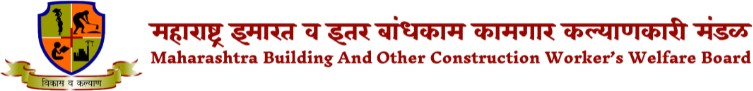 महाराष्ट्र इमारत व इतर बांधकाम कामगार कल्याणकारी मंडळ
Maharashtra Building And Other Construction Worker's Welfare Board
विकास व कल्याण